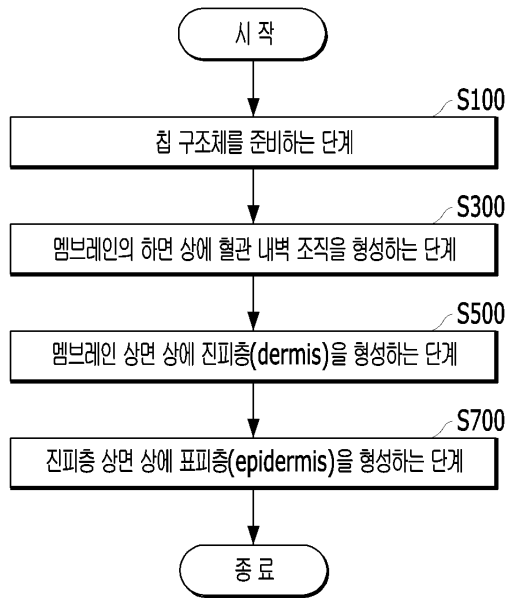 시 작
S100
칩 구조체를 준비하는 단계
S300
멤브레인의 하면 상에 혈관 내벽 조직을 형성하는 단계
S500
멤브레인 상면 상에 진피층(dermis)을 형성하는 단계
S700
진피층 상면 상에 표피층(epidermis)을 형성하는 단계
종 료